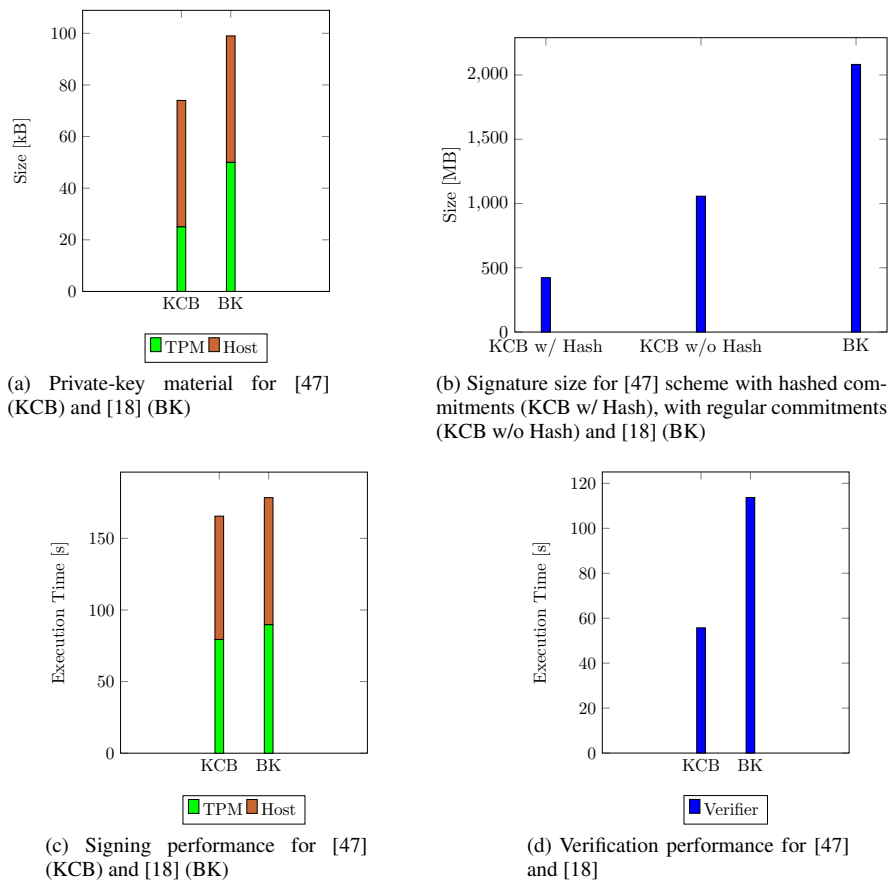 100
80
60
40
20
0
Size [kB]
KCB BK
TPM Host
(a) Private-key material for [47]
(KCB) and [18] (BK)
2,000
1,500
1,000
500
0
Size [MB]
KCB w/ Hash KCB w/o Hash BK
(b) Signature size for [47] scheme with hashed com-
mitments (KCB w/ Hash), with regular commitments
(KCB w/o Hash) and [18] (BK)
150
100
50
0
Execution Time [s]
KCB BK
TPM Host
(c) Signing performance for [47]
(KCB) and [18] (BK)
120
100
80
60
40
20
0
Execution Time [s]
KCB BK
Verifier
(d) Verification performance for [47]
and [18]